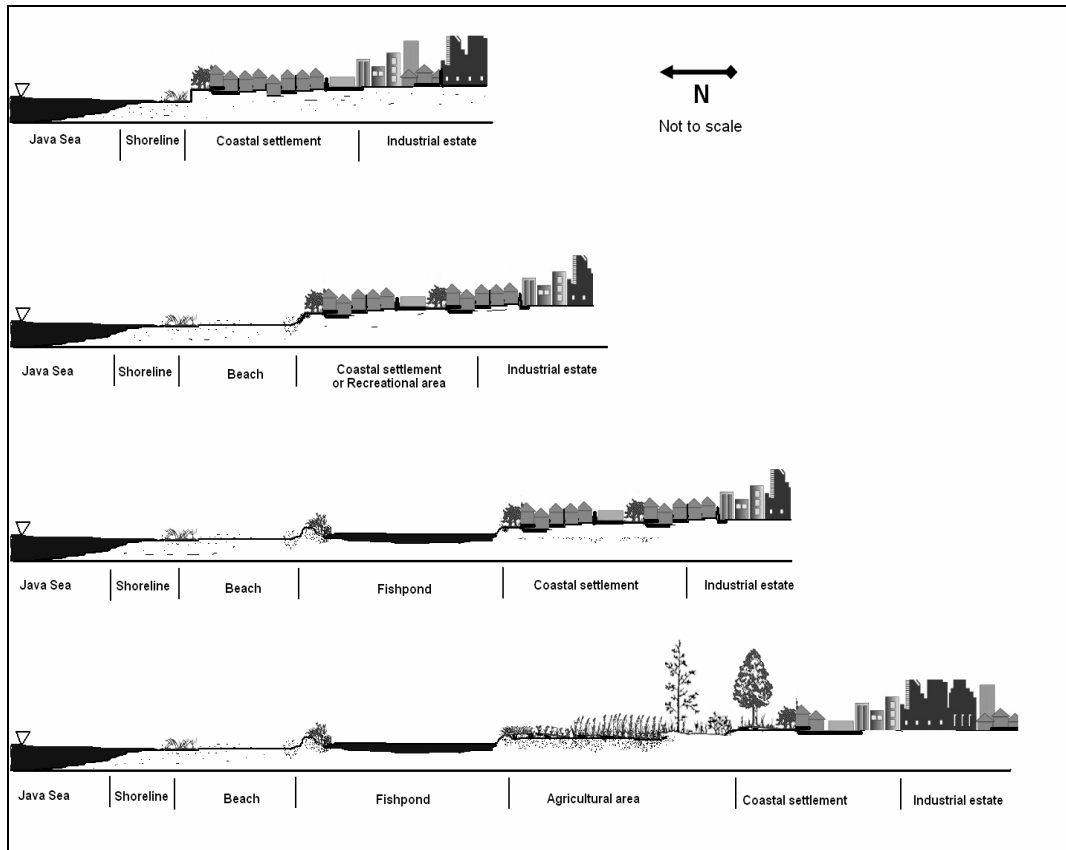 N
Not to scale
Java Sea Shoreline Coastal settlement Industrial estate
Java Sea Shoreline Beach Coastal settlement Industrial estate
or Recreational area
Java Sea Shoreline Beach Fishpond Coastal settlement Industrial estate
Java Sea Shoreline Beach Fishpond Agricultural area Coastal settlement Industrial estate